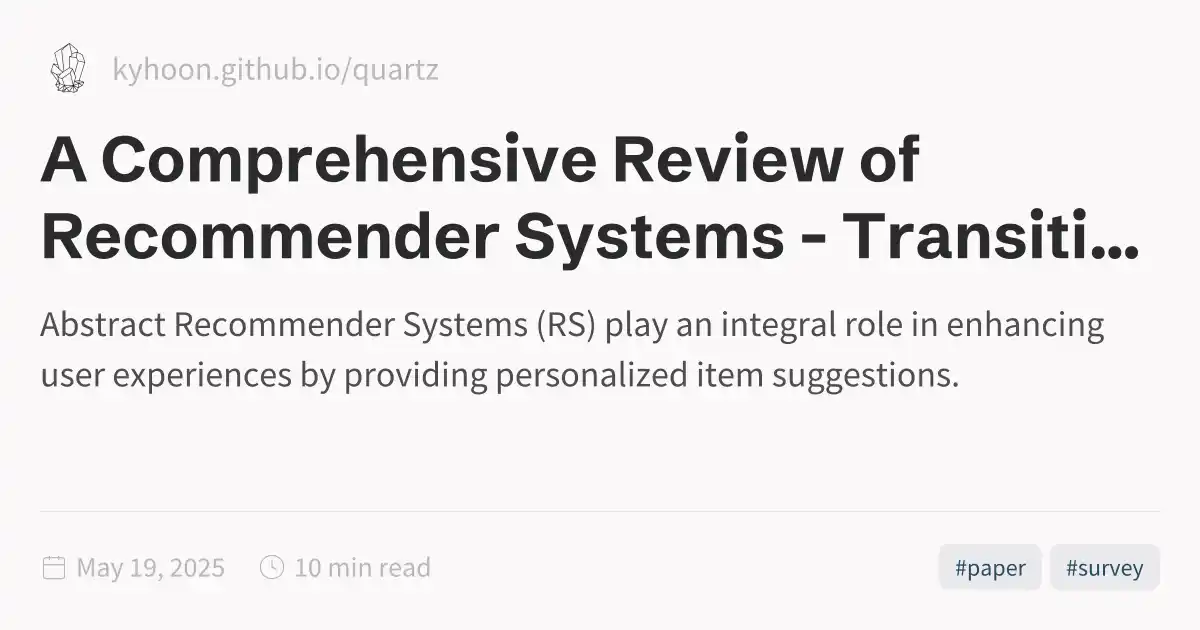 kyhoon.github.io/quartz
A Comprehensive Review of
Recommender Systems - Transiti...
Abstract Recommender Systems (RS) play an integral role in enhancing
user experiences by providing personalized item suggestions.
May 19, 2025 10 min read #paper #survey